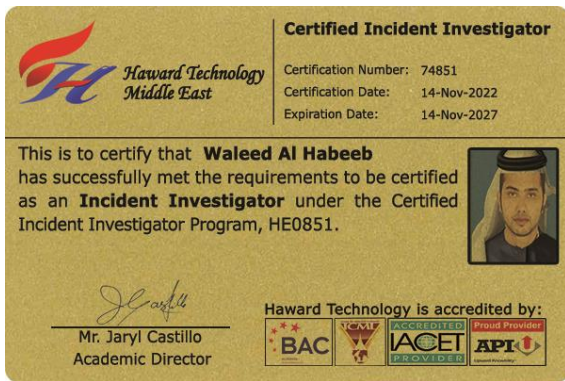 Haward Technology
Middle East
Certified Incident Investigator
Certification Number: 74851
Certification Date: 14-Nov-2022
Expiration Date: 14-Nov-2027
This is to certify that Waleed Al Habeeb
has successfully met the requirements to be certified
as an Incident Investigator under the Certified
Incident Investigator Program, HE0851.
Mr. Jaryl Castillo
Academic Director
Haward Technology is accredited by:
BAC
ICML
ACCREDITED
IACET
PROVIDER
Proud Provider
API